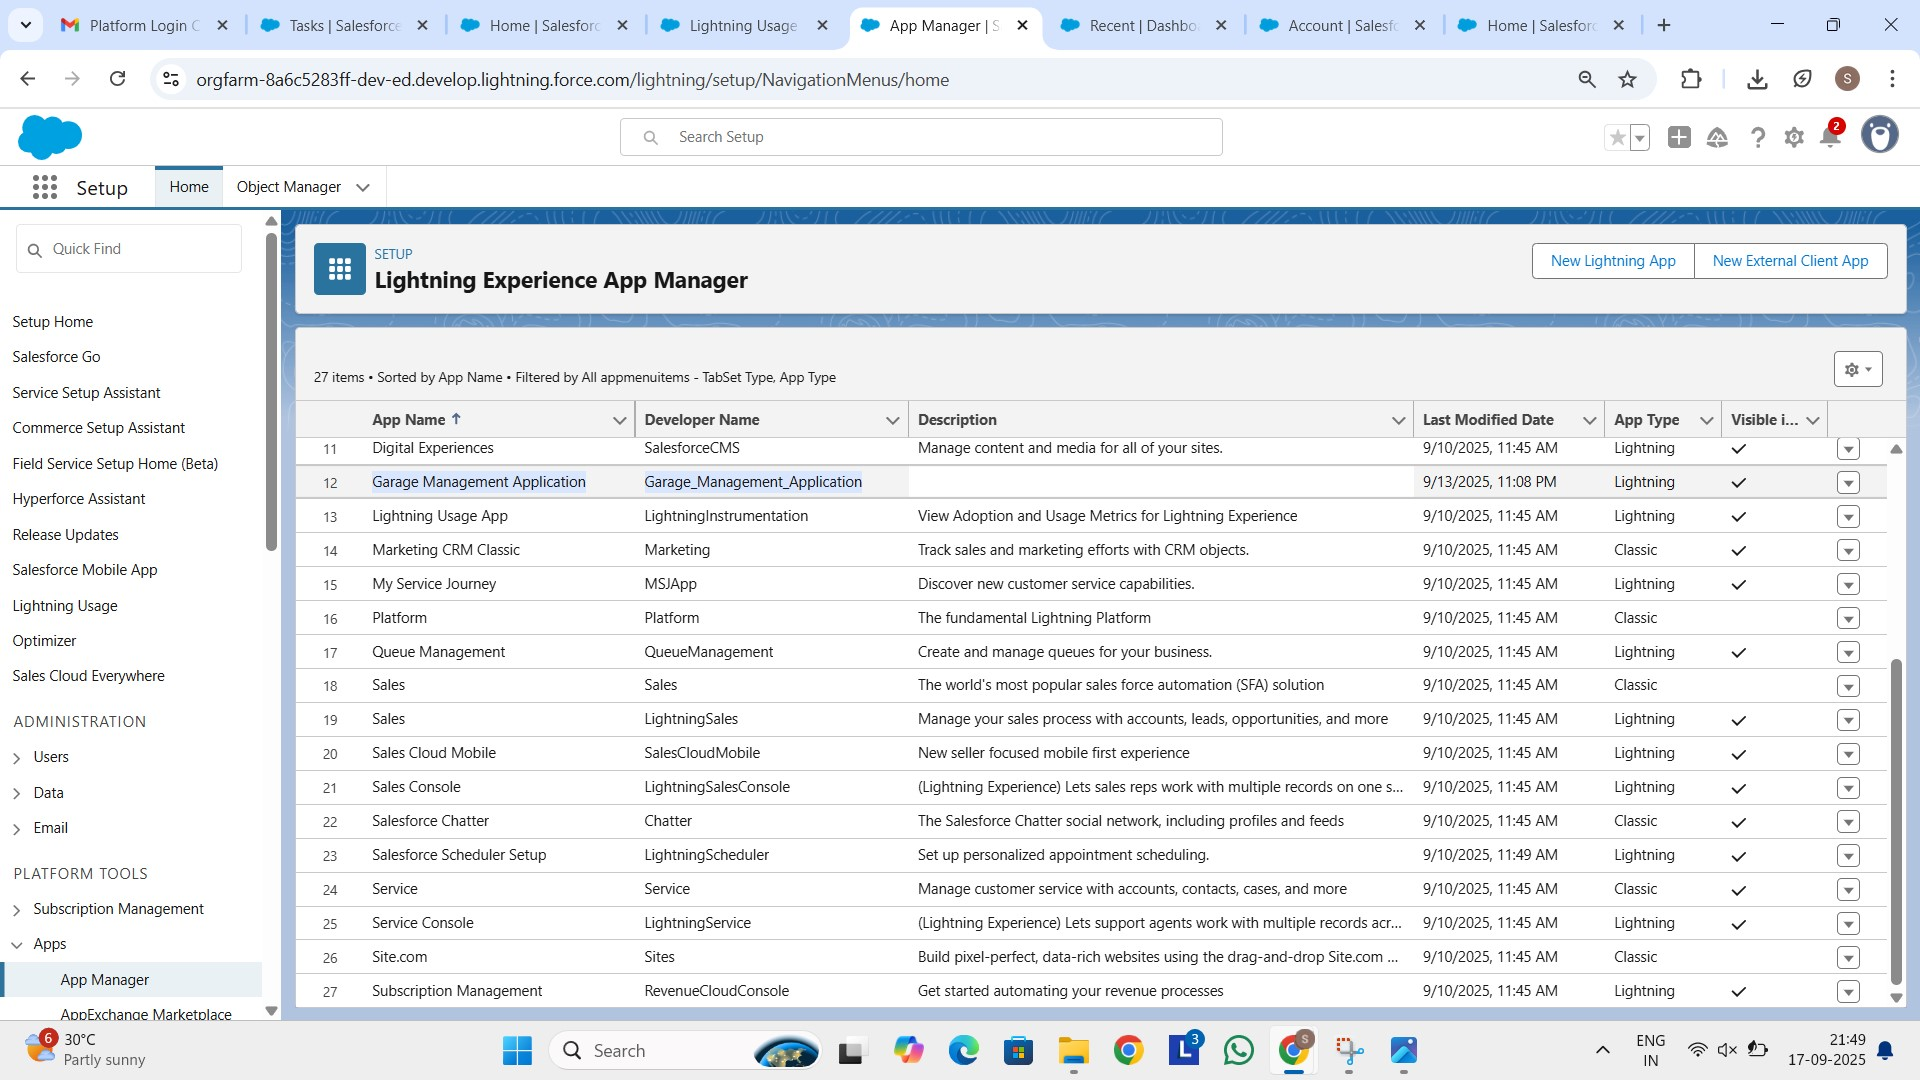 Platform Login C
Tasks | Salesforce
Home | Salesforc
Lightning Usage
App Manager | S
Recent | Dashbo
Account | Salesfo
Home | Salesforc
orgfarm-8a6c5283ff-dev-ed.develop.lightning.force.com/lightning/setup/NavigationMenus/home
S
Search Setup
2
Setup
Home
Object Manager
Quick Find
Setup Home
Salesforce Go
Service Setup Assistant
Commerce Setup Assistant
Field Service Setup Home (Beta)
Hyperforce Assistant
Release Updates
Salesforce Mobile App
Lightning Usage
Optimizer
Sales Cloud Everywhere
ADMINISTRATION
Users
Data
Email
PLATFORM TOOLS
Subscription Management
Apps
App Manager
AppExchange Marketplace
SETUP
Lightning Experience App Manager
New Lightning App
New External Client App
27 items • Sorted by App Name • Filtered by All appmenuitems - TabSet Type, App Type
App Name Developer Name Description Last Modified Date App Type Visible i...
11 Digital Experiences SalesforceCMS Manage content and media for all of your sites. 9/10/2025, 11:45 AM Lightning
12 Garage Management Application Garage_Management_Application 9/13/2025, 11:08 PM Lightning
13 Lightning Usage App LightningInstrumentation View Adoption and Usage Metrics for Lightning Experience 9/10/2025, 11:45 AM Lightning
14 Marketing CRM Classic Marketing Track sales and marketing efforts with CRM objects. 9/10/2025, 11:45 AM Classic
15 My Service Journey MSJApp Discover new customer service capabilities. 9/10/2025, 11:45 AM Lightning
16 Platform Platform The fundamental Lightning Platform 9/10/2025, 11:45 AM Classic
17 Queue Management QueueManagement Create and manage queues for your business. 9/10/2025, 11:45 AM Lightning
18 Sales Sales The world's most popular sales force automation (SFA) solution 9/10/2025, 11:45 AM Classic
19 Sales LightningSales Manage your sales process with accounts, leads, opportunities, and more 9/10/2025, 11:45 AM Lightning
20 Sales Cloud Mobile SalesCloudMobile New seller focused mobile first experience 9/10/2025, 11:45 AM Lightning
21 Sales Console LightningSalesConsole (Lightning Experience) Lets sales reps work with multiple records on one s... 9/10/2025, 11:45 AM Lightning
22 Salesforce Chatter Chatter The Salesforce Chatter social network, including profiles and feeds 9/10/2025, 11:45 AM Classic
23 Salesforce Scheduler Setup LightningScheduler Set up personalized appointment scheduling. 9/10/2025, 11:49 AM Lightning
24 Service Service Manage customer service with accounts, contacts, cases, and more 9/10/2025, 11:45 AM Classic
25 Service Console LightningService (Lightning Experience) Lets support agents work with multiple records acr... 9/10/2025, 11:45 AM Lightning
26 Site.com Sites Build pixel-perfect, data-rich websites using the drag-and-drop Site.com ... 9/10/2025, 11:45 AM Classic
27 Subscription Management RevenueCloudConsole Get started automating your revenue processes 9/10/2025, 11:45 AM Lightning
6
30°C
Partly sunny
Search
L
3
S
ENG
IN
21:49
17-09-2025